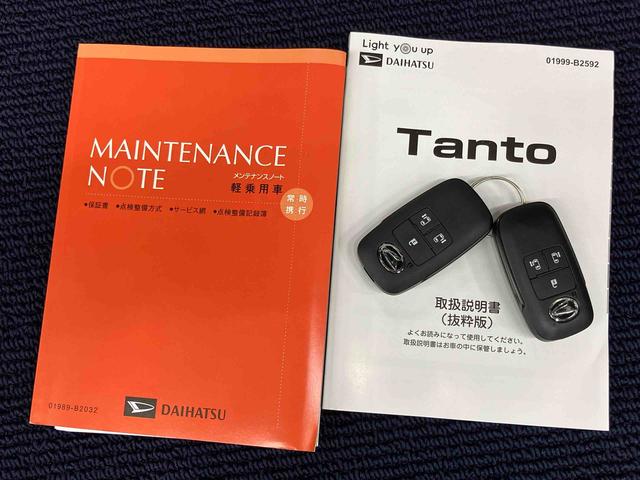 MAINTENANCE
NOTE
メンテナンスノート
軽乗用車
常時
携行
●保証書 ●点検整備方式 ●サービス網 ●点検整備記録簿
01989-B2032
DAIHATSU
Light you up
DAIHATSU
01999-B2592
Tanto
取扱説明書
(抜粋版)
よくお読みになって使用してください。
取扱説明書はお車の中に保管しましょう。